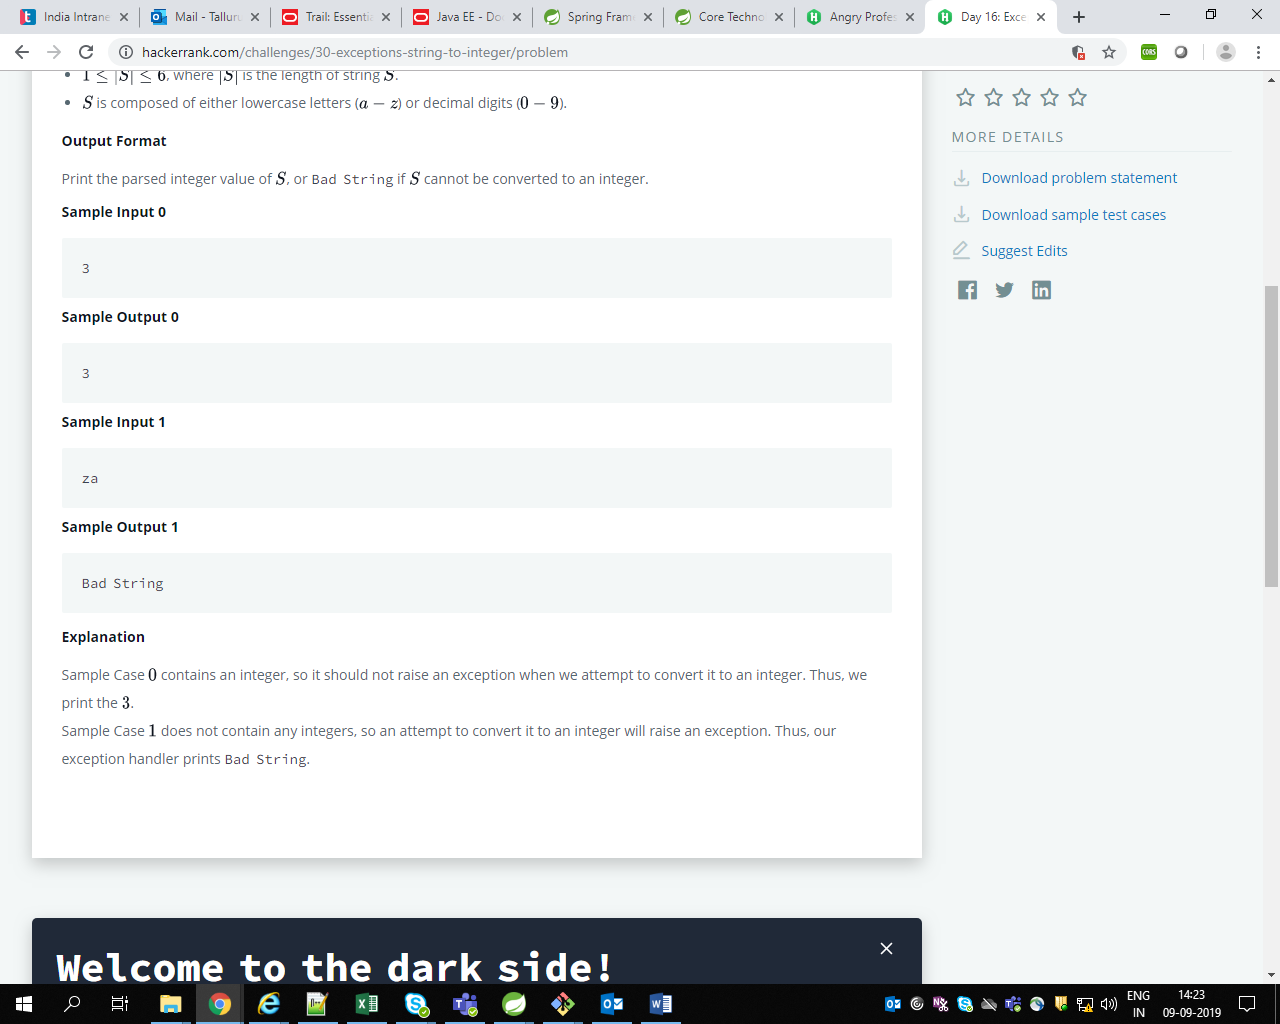 India Intrane
Mail - Tallur
Trail: Essentia
Java EE - Do
Spring Fram
Core Techno
Angry Profes
Day 16: Exce
hackerrank.com/challenges/30-exceptions-string-to-integer/problem
CORS
1 ≤ |S| ≤ 6, where |S| is the length of string S.
S is composed of either lowercase letters (a − z) or decimal digits (0 − 9).
Output Format
Print the parsed integer value of S, or Bad String if S cannot be converted to an integer.
Sample Input 0
3
Sample Output 0
3
Sample Input 1
za
Sample Output 1
Bad String
Explanation
Sample Case 0 contains an integer, so it should not raise an exception when we attempt to convert it to an integer. Thus, we
print the 3.
Sample Case 1 does not contain any integers, so an attempt to convert it to an integer will raise an exception. Thus, our
exception handler prints Bad String.
MORE DETAILS
Download problem statement
Download sample test cases
Suggest Edits
Welcome to the dark side!
ENG
IN
14:23
09-09-2019